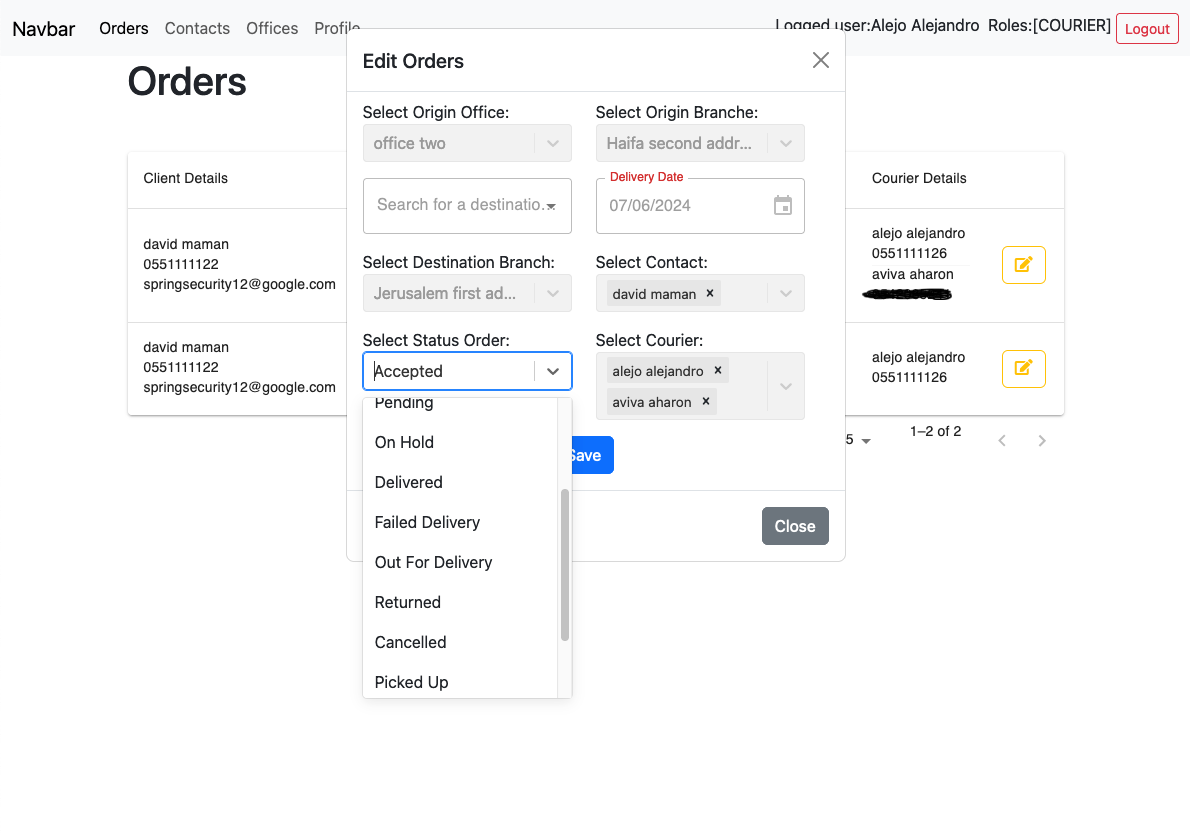 Navbar Orders Contacts Offices Profile Logged user:Alejo Alejandro Roles:[COURIER] Logout
Orders
Edit Orders
Select Origin Office:
office two
Select Origin Branche:
Haifa second addr...
Search for a destinatio...
Delivery Date
07/06/2024
Select Destination Branch:
Jerusalem first ad...
Select Contact:
david maman ×
Select Status Order:
Accepted
Pending
On Hold
Delivered
Failed Delivery
Out For Delivery
Returned
Cancelled
Picked Up
Select Courier:
alejo alejandro ×
aviva aharon ×
Save
Close
Client Details
david maman
0551111122
springsecurity12@google.com
david maman
0551111122
springsecurity12@google.com
Courier Details
alejo alejandro
0551111126
aviva aharon
alejo alejandro
0551111126
5
1–2 of 2